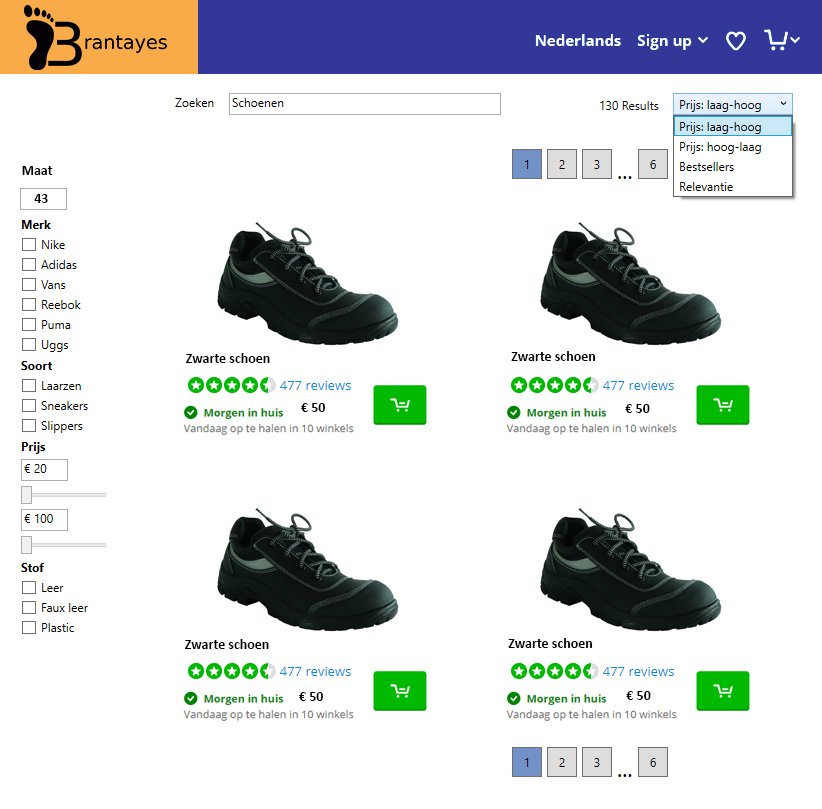 Brantayes
Nederlands Sign up
Zoeken Schoenen 130 Results Prijs: laag-hoog
Prijs: laag-hoog
Prijs: hoog-laag
Bestsellers
Relevantie
1 2 3 ... 6
Maat
43
Merk
Nike
Adidas
Vans
Reebok
Puma
Uggs
Soort
Laarzen
Sneakers
Slippers
Prijs
€ 20
€ 100
Stof
Leer
Faux leer
Plastic
Zwarte schoen
477 reviews
Morgen in huis € 50
Vandaag op te halen in 10 winkels
Zwarte schoen
477 reviews
Morgen in huis € 50
Vandaag op te halen in 10 winkels
Zwarte schoen
477 reviews
Morgen in huis € 50
Vandaag op te halen in 10 winkels
Zwarte schoen
477 reviews
Morgen in huis € 50
Vandaag op te halen in 10 winkels
1 2 3 ... 6